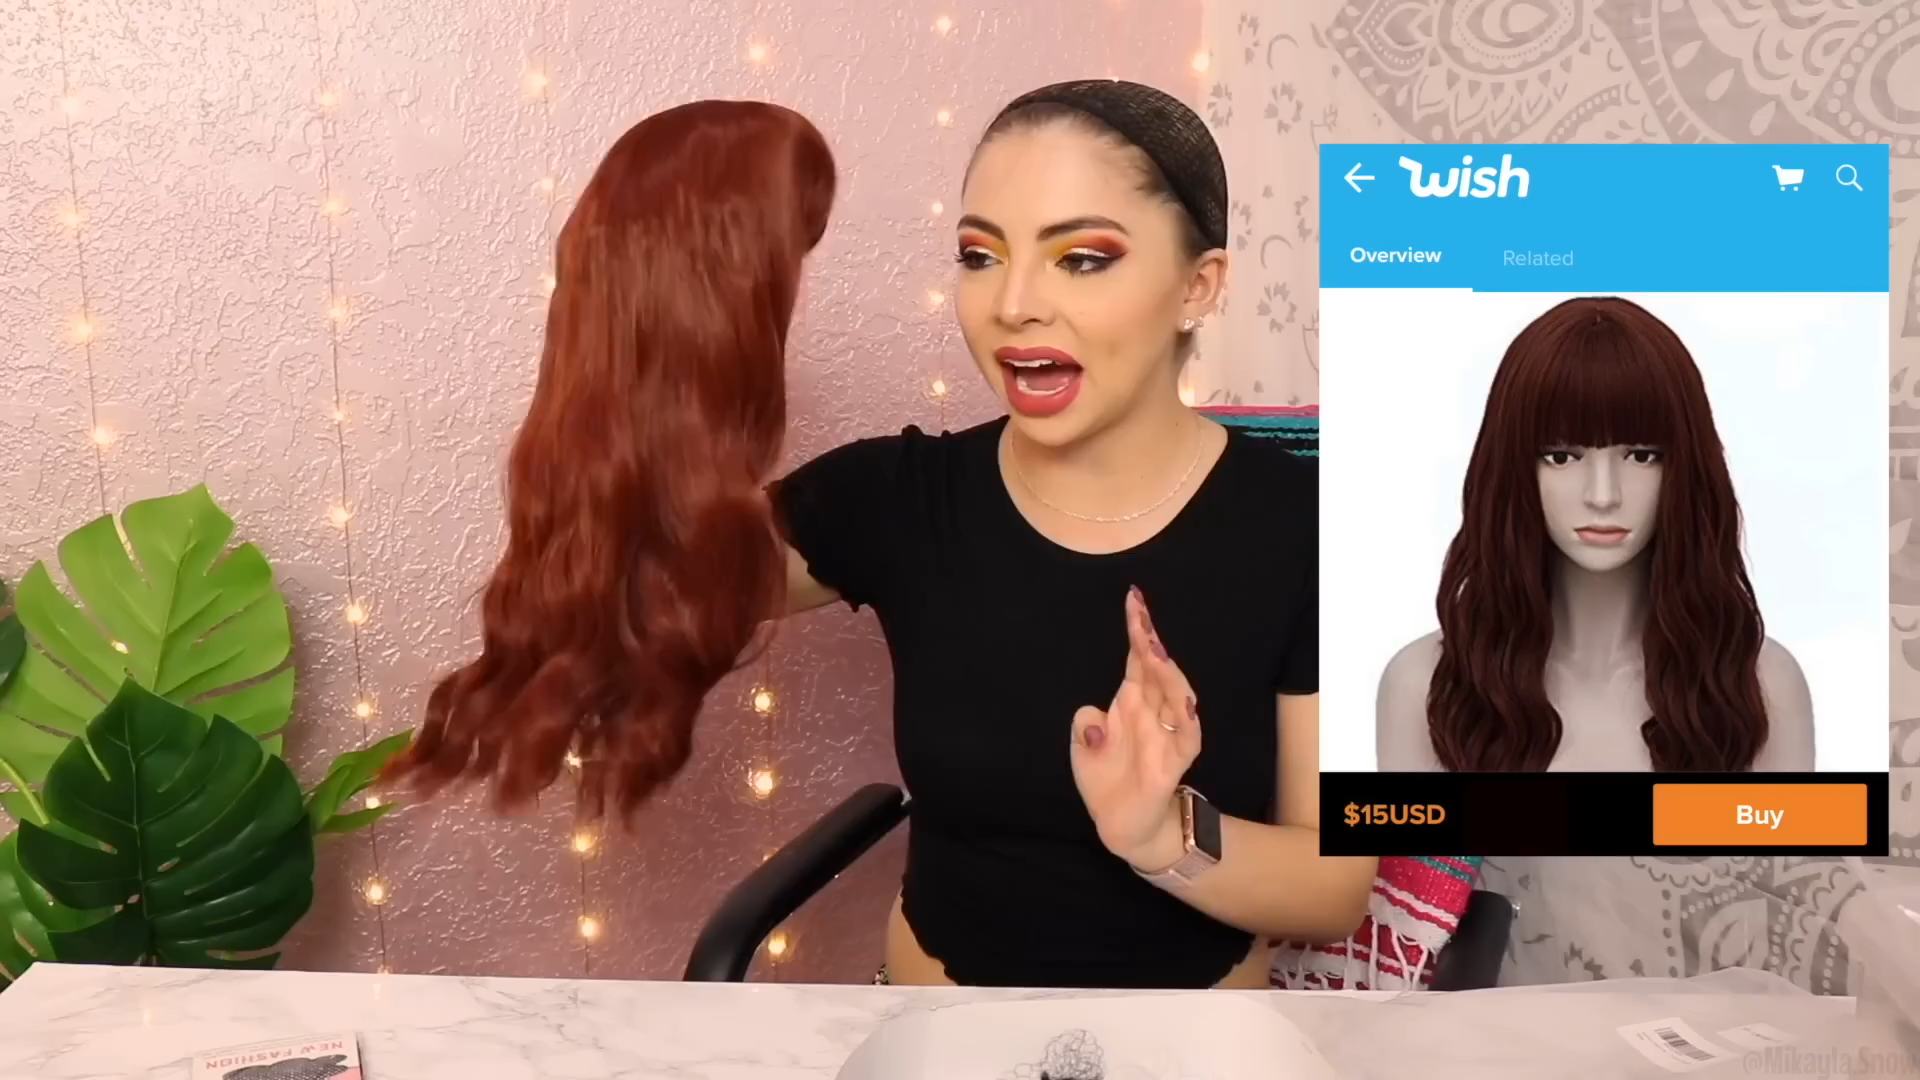 wish
Overview
Related
$15USD
Buy
NEW FASHION
@Mikayla.Snow